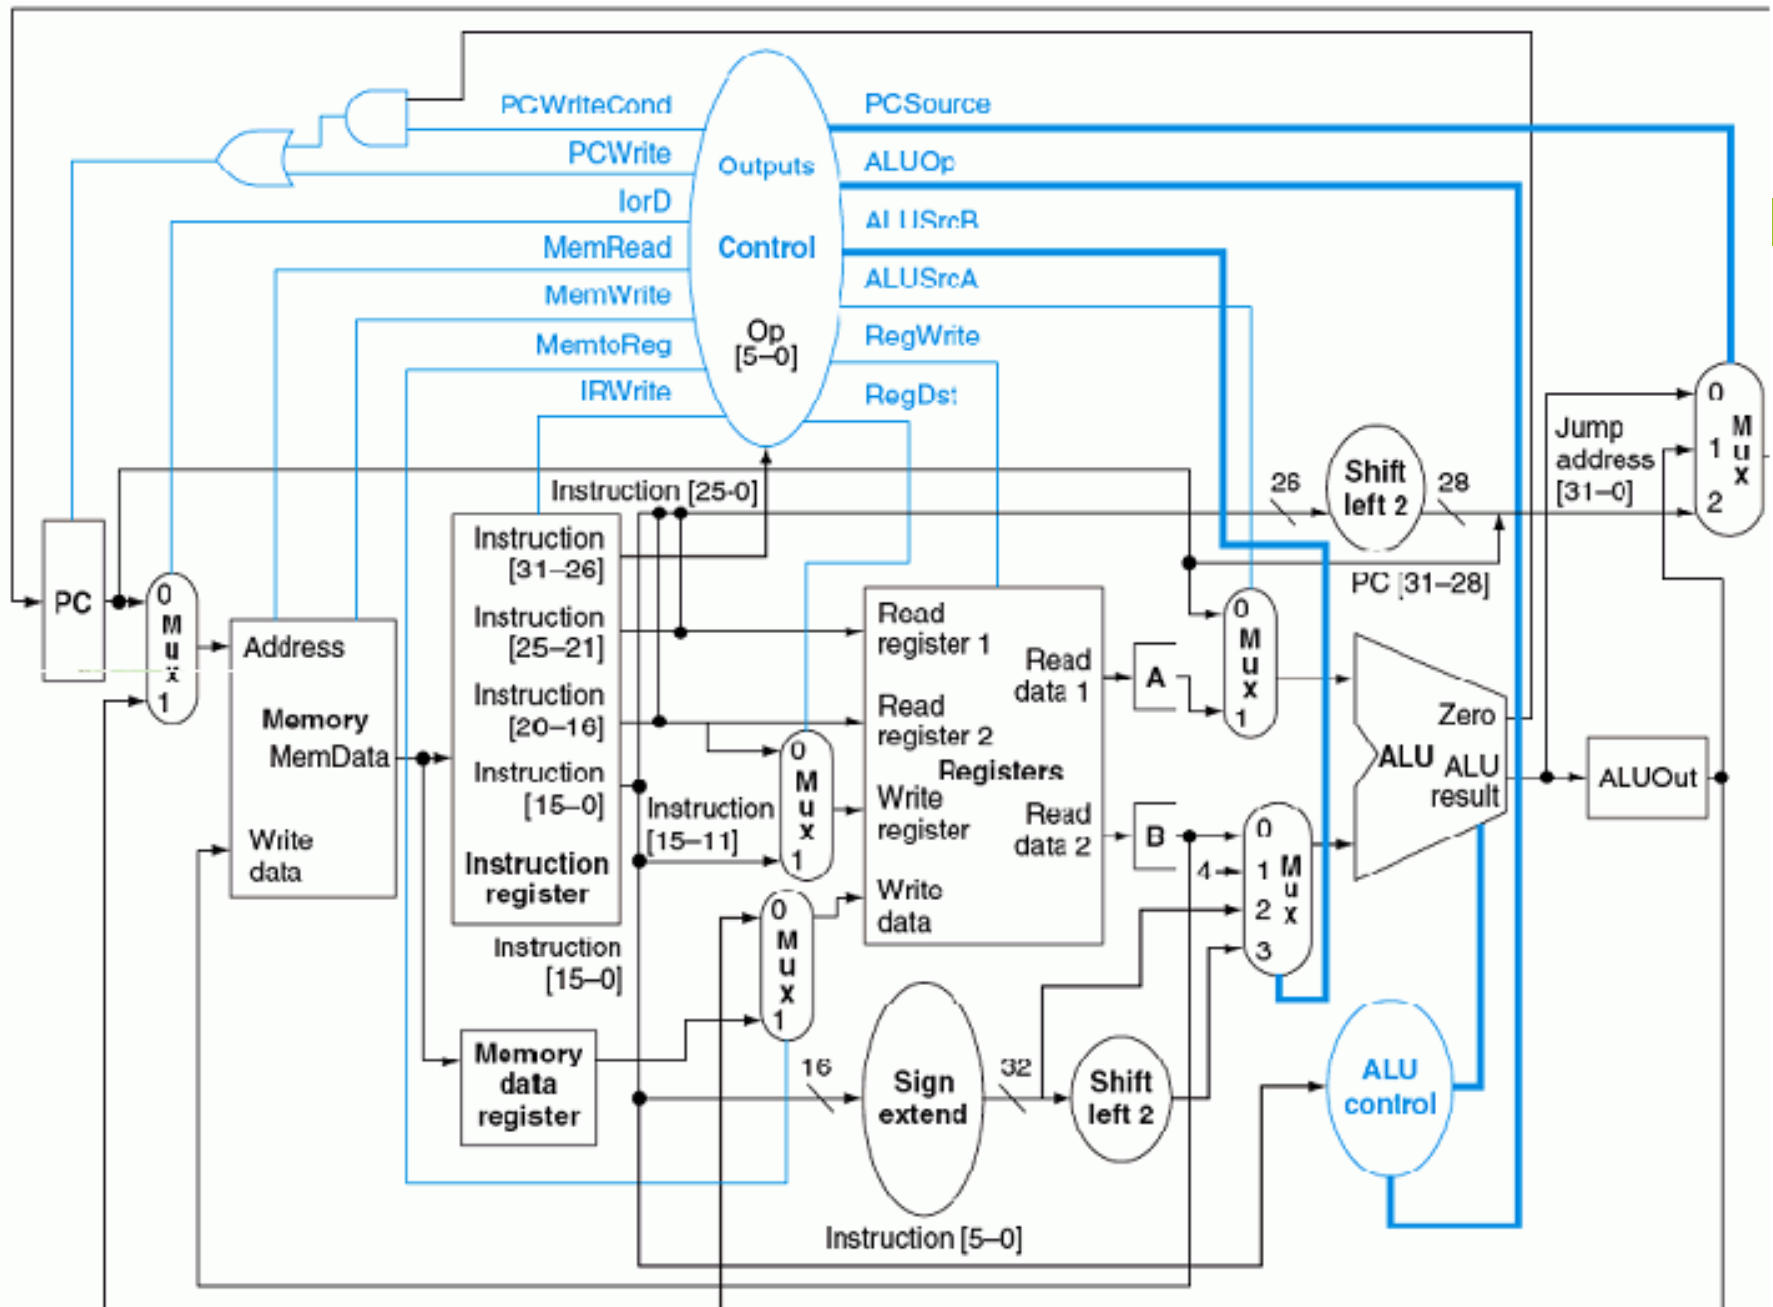 PCWriteCond
PCWrite
IorD
MemRead
MemWrite
MemtoReg
IRWrite
Outputs
Control
Op
[5–0]
PCSource
ALUOp
ALUSrcB
ALUSrcA
RegWrite
RegDst
PC
0
M
u
x
1
Address
Memory
MemData
Write
data
Instruction [25-0]
Instruction
[31–26]
Instruction
[25–21]
Instruction
[20–16]
Instruction
[15–0]
Instruction
register
Instruction
[15–0]
Memory
data
register
Instruction
[15–11]
0
M
u
x
1
0
M
u
x
1
Read
register 1
Read
register 2
Registers
Write
register
Write
data
Read
data 1
Read
data 2
A
B
0
M
u
x
1
4
0
1 M
u
2 x
3
16
Sign
extend
32
Shift
left 2
Instruction [5–0]
26
Shift
left 2
28
PC [31–28]
Jump
address
[31–0]
0
M
1 u
x
2
Zero
ALU
ALU
result
ALUOut
ALU
control